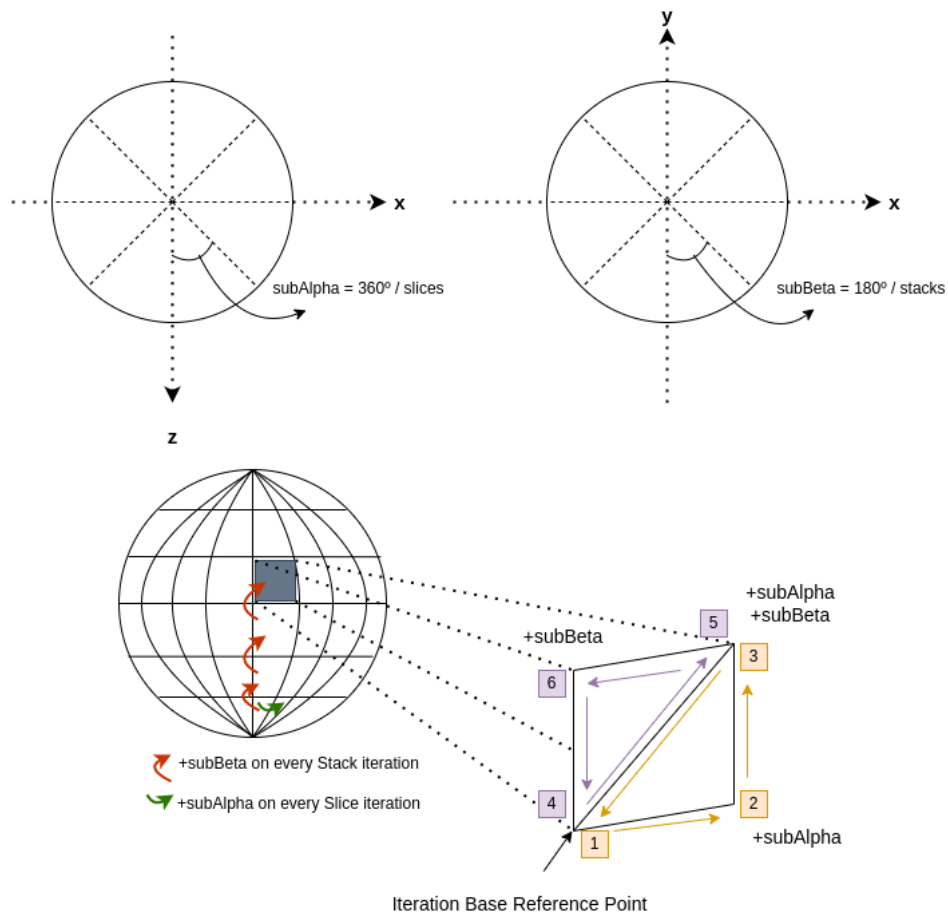 y
x
x
subAlpha = 360º / slices
subBeta = 180º / stacks
z
+subAlpha
+subBeta
5
+subBeta
3
6
4
2
+subBeta on every Stack iteration
+subAlpha on every Slice iteration
1
+subAlpha
Iteration Base Reference Point